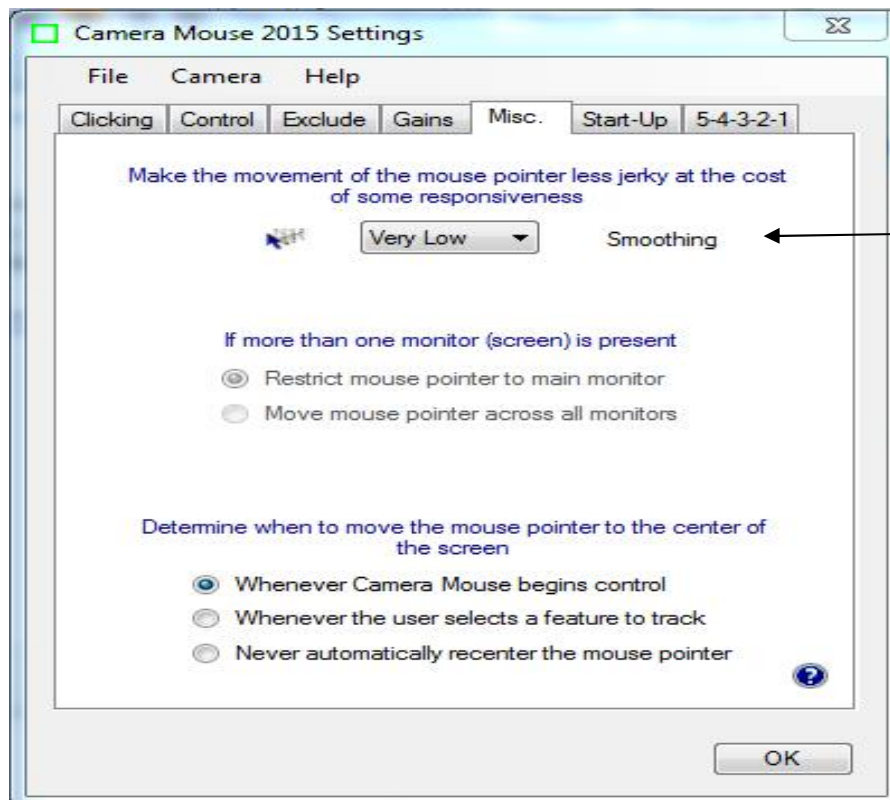 Camera Mouse 2015 Settings
File Camera Help
Clicking Control Exclude Gains Misc. Start-Up 5-4-3-2-1
Make the movement of the mouse pointer less jerky at the cost
of some responsiveness
Very Low Smoothing
If more than one monitor (screen) is present
Restrict mouse pointer to main monitor
Move mouse pointer across all monitors
Determine when to move the mouse pointer to the center of
the screen
Whenever Camera Mouse begins control
Whenever the user selects a feature to track
Never automatically recenter the mouse pointer
?
OK